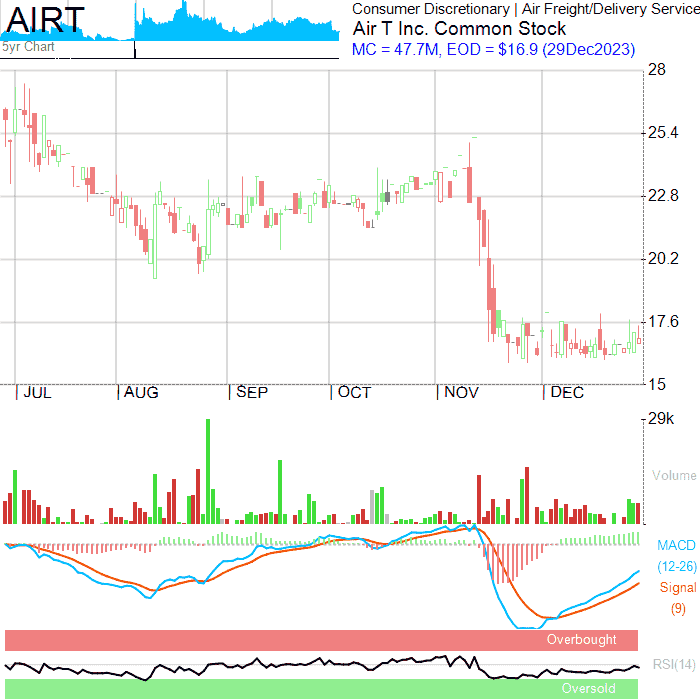 AIRT
5yr Chart
Consumer Discretionary | Air Freight/Delivery Service
Air T Inc. Common Stock
MC = 47.7M, EOD = $16.9 (29Dec2023)
28
25.4
22.8
20.2
17.6
15
JUL
AUG
SEP
OCT
NOV
DEC
29k
Volume
MACD
(12-26)
Signal
(9)
Overbought
RSI(14)
Oversold